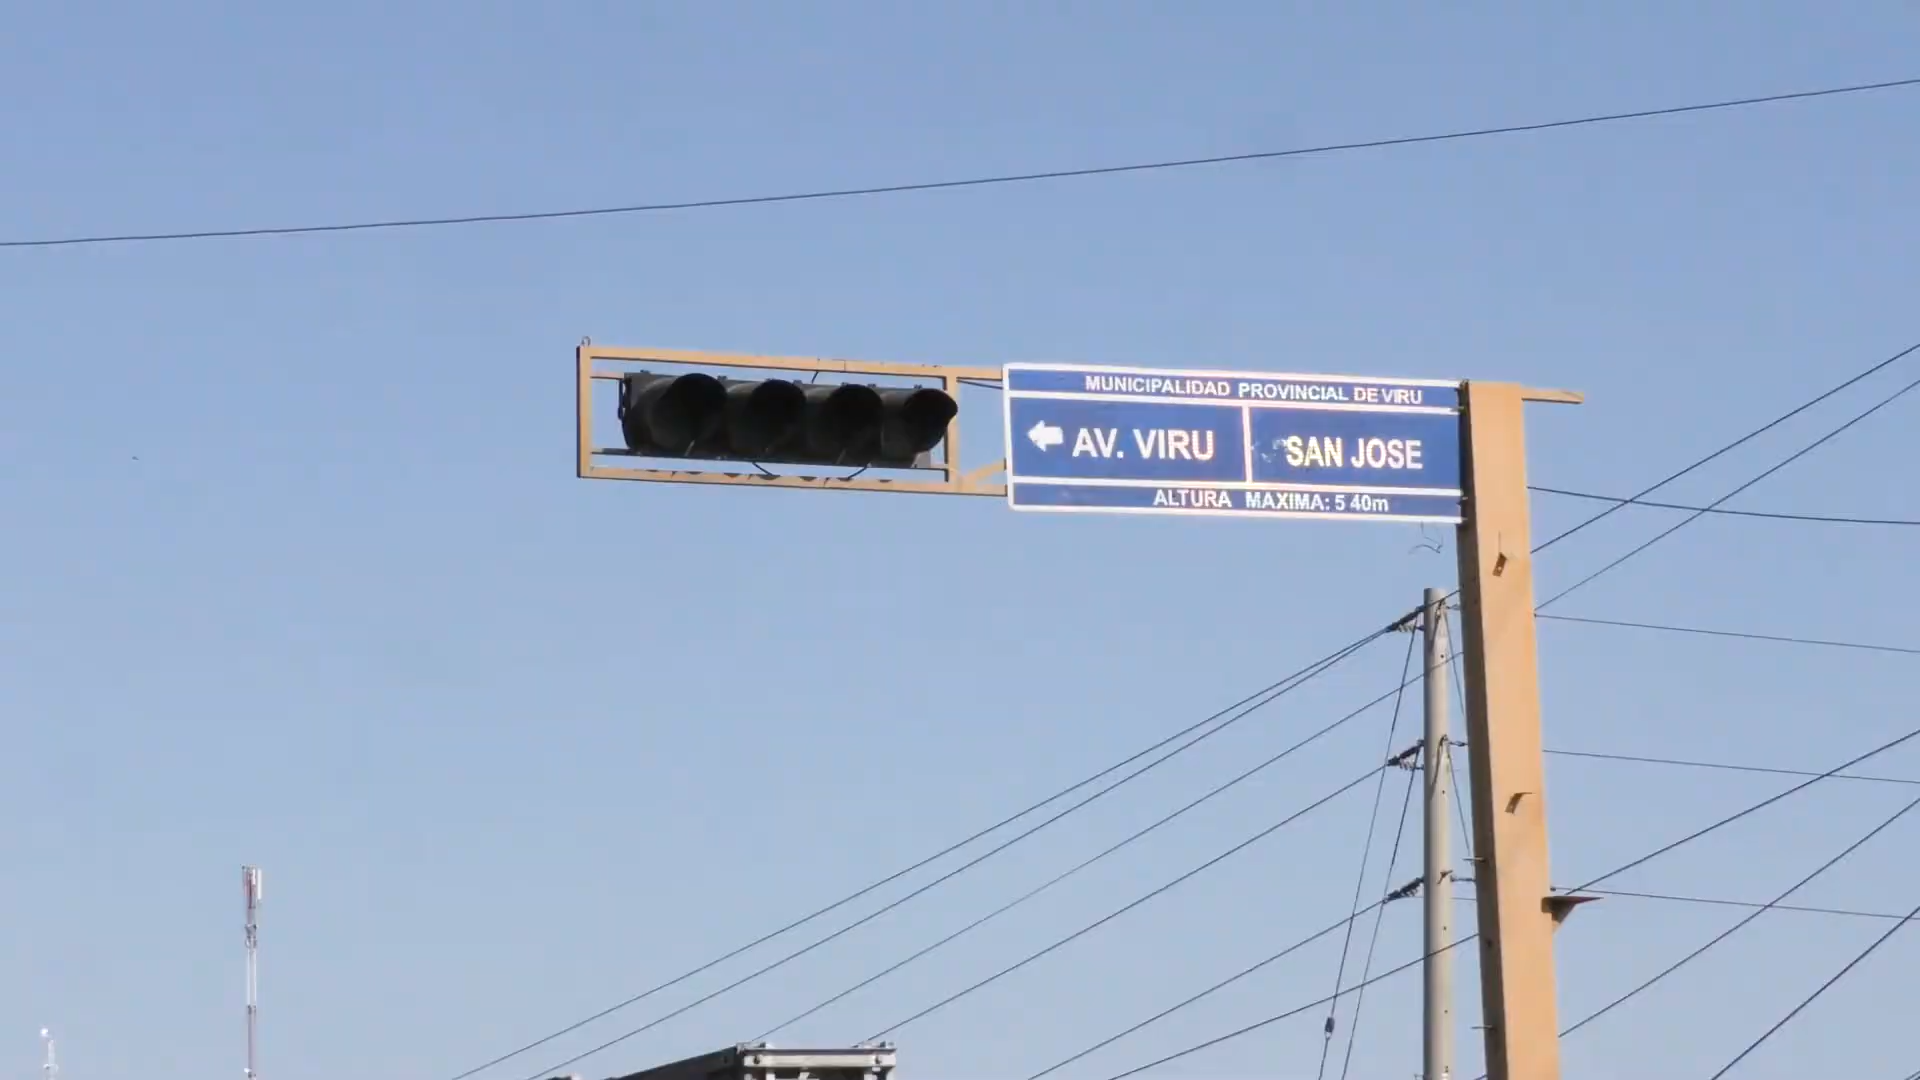 MUNICIPALIDAD PROVINCIAL DE VIRU
AV. VIRU
SAN JOSE
ALTURA MAXIMA: 5 40m